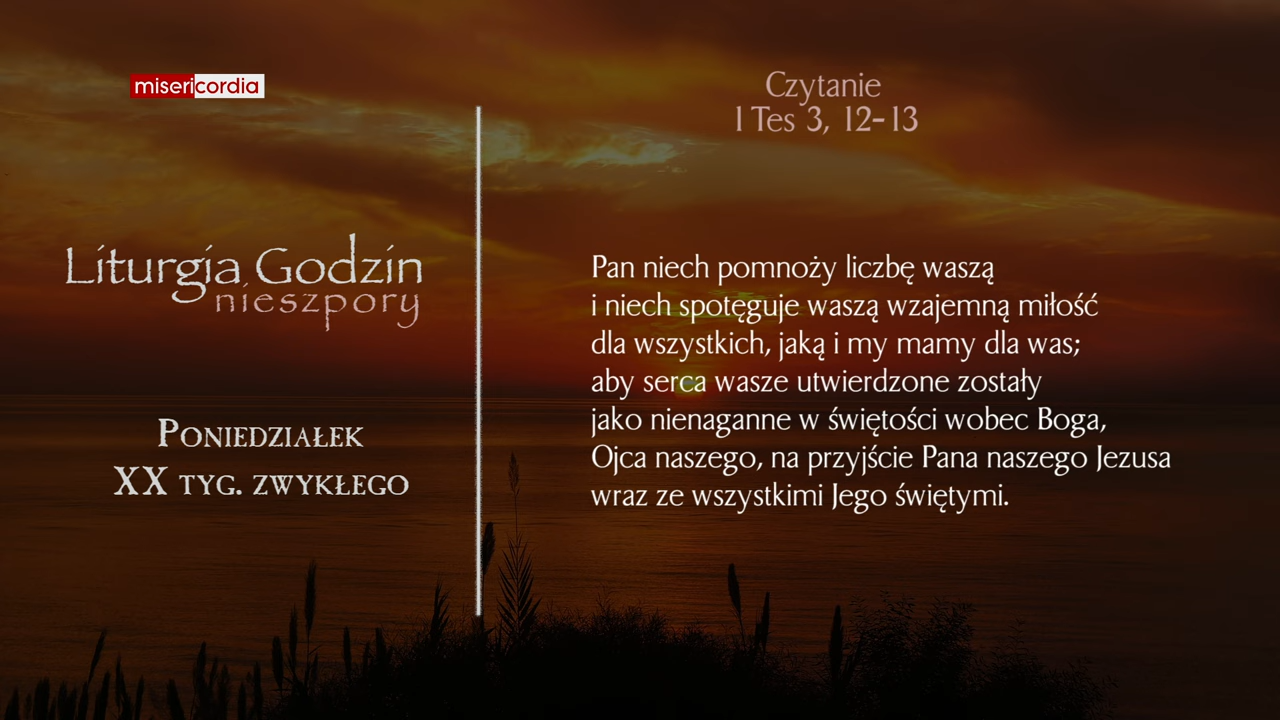 misericordia
Liturgia Godzin
nieszpory
Poniedziałek
XX tyg. zwykłego
Czytanie
1 Tes 3, 12-13
Pan niech pomnoży liczbę waszą
i niech spotęguje waszą wzajemną miłość
dla wszystkich, jaką i my mamy dla was;
aby serca wasze utwierdzone zostały
jako nienaganne w świętości wobec Boga,
Ojca naszego, na przyjście Pana naszego Jezusa
wraz ze wszystkimi Jego świętymi.